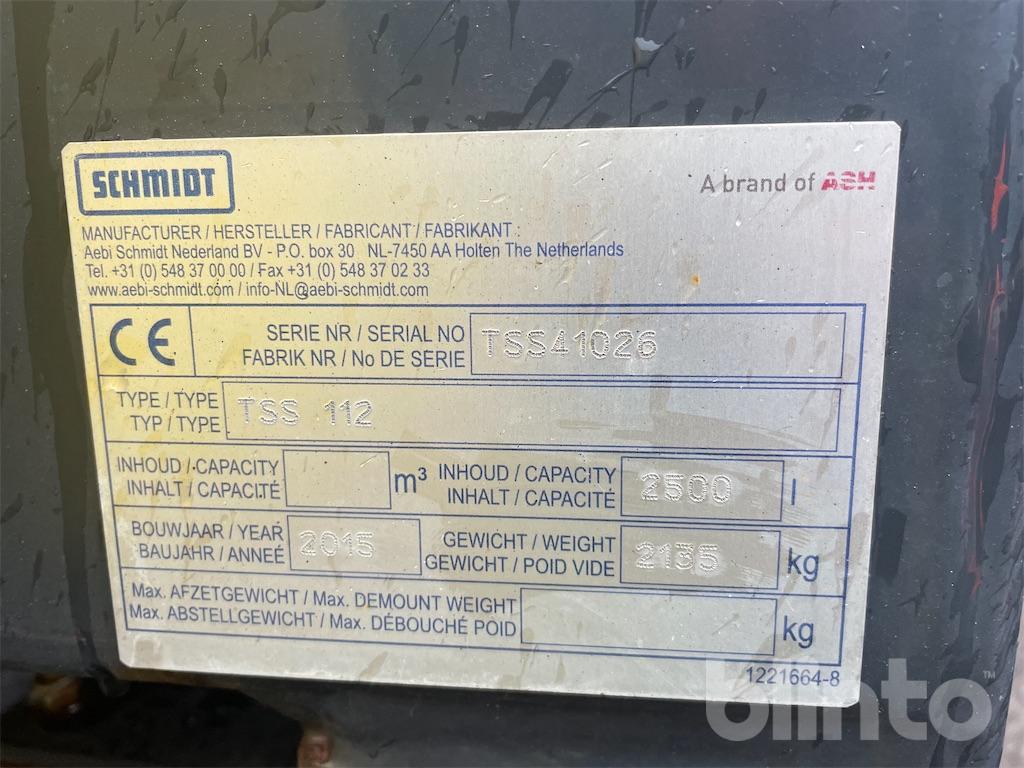 SCHMIDT
A brand of ASH
MANUFACTURER / HERSTELLER / FABRICANT / FABRIKANT :
Aebi Schmidt Nederland BV - P.O. box 30 NL-7450 AA Holten The Netherlands
Tel. +31 (0) 548 37 00 00 / Fax +31 (0) 548 37 02 33
www.aebi-schmidt.com / info-NL@aebi-schmidt.com
CE
SERIE NR / SERIAL NO
FABRIK NR / No DE SERIE
TSS41026
TYPE / TYPE
TYP / TYPE
TSS 112
INHOUD / CAPACITY
INHALT / CAPACITÉ
m³
INHOUD / CAPACITY
INHALT / CAPACITÉ
2500
l
BOUWJAAR / YEAR
BAUJAHR / ANNEÉ
2015
GEWICHT / WEIGHT
GEWICHT / POID VIDE
2135
kg
Max. AFZETGEWICHT / Max. DEMOUNT WEIGHT
Max. ABSTELLGEWICHT / Max. DÉBOUCHÉ POID
kg
1221664-8
blinto™